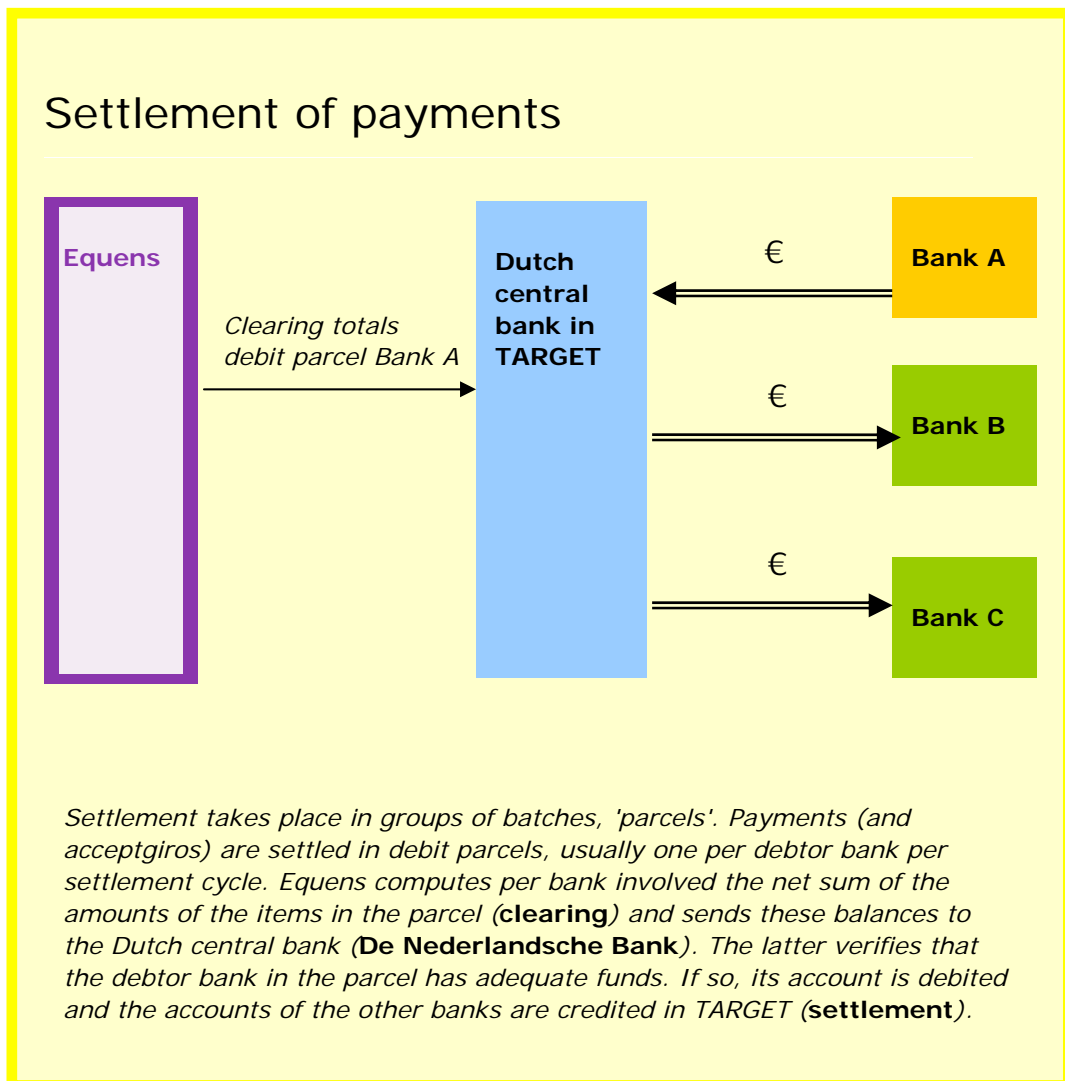 Settlement of payments
Equens
Clearing totals
debit parcel Bank A
Dutch
central
bank in
TARGET
€
Bank A
€
Bank B
€
Bank C
Settlement takes place in groups of batches, 'parcels'. Payments (and
acceptgiros) are settled in debit parcels, usually one per debtor bank per
settlement cycle. Equens computes per bank involved the net sum of the
amounts of the items in the parcel (clearing) and sends these balances to
the Dutch central bank (De Nederlandsche Bank). The latter verifies that
the debtor bank in the parcel has adequate funds. If so, its account is debited
and the accounts of the other banks are credited in TARGET (settlement).